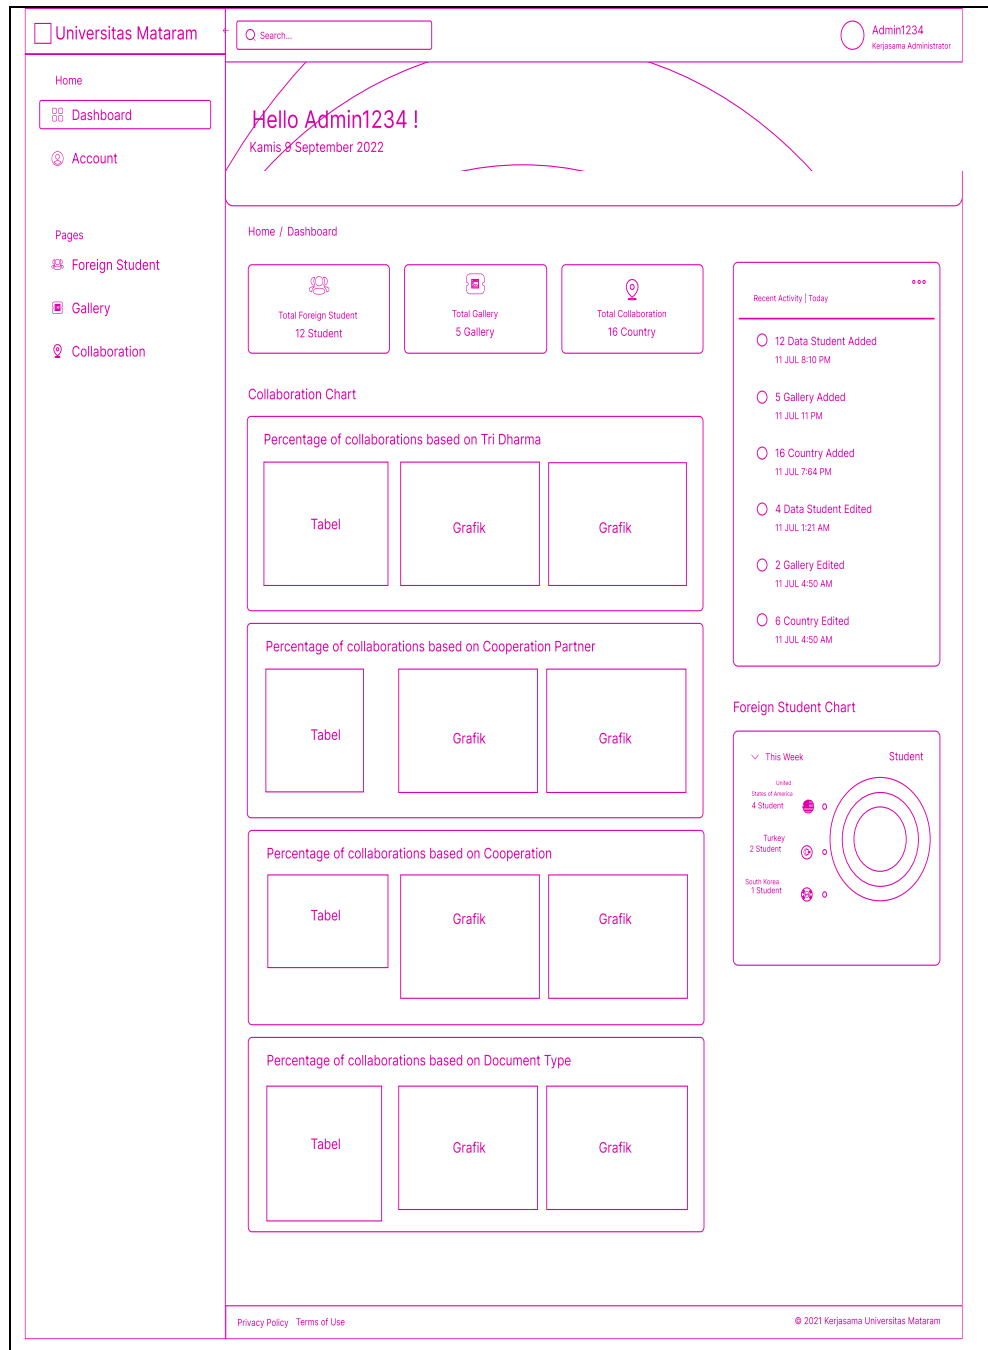 Universitas Mataram
Search...
Admin1234
Kerjasama Administrator
Home
Dashboard
Account
Pages
Foreign Student
Gallery
Collaboration
Hello Admin1234 !
Kamis 9 September 2022
Home / Dashboard
Total Foreign Student
12 Student
Total Gallery
5 Gallery
Total Collaboration
16 Country
Collaboration Chart
Percentage of collaborations based on Tri Dharma
Tabel
Grafik
Grafik
Percentage of collaborations based on Cooperation Partner
Tabel
Grafik
Grafik
Percentage of collaborations based on Cooperation
Tabel
Grafik
Grafik
Percentage of collaborations based on Document Type
Tabel
Grafik
Grafik
Recent Activity | Today
12 Data Student Added
11 JUL 8:10 PM
5 Gallery Added
11 JUL 11 PM
16 Country Added
11 JUL 7:64 PM
4 Data Student Edited
11 JUL 1:21 AM
2 Gallery Edited
11 JUL 4:50 AM
6 Country Edited
11 JUL 4:50 AM
Foreign Student Chart
This Week
Student
United
States of America
4 Student
Turkey
2 Student
South Korea
1 Student
Privacy Policy Terms of Use
© 2021 Kerjasama Universitas Mataram